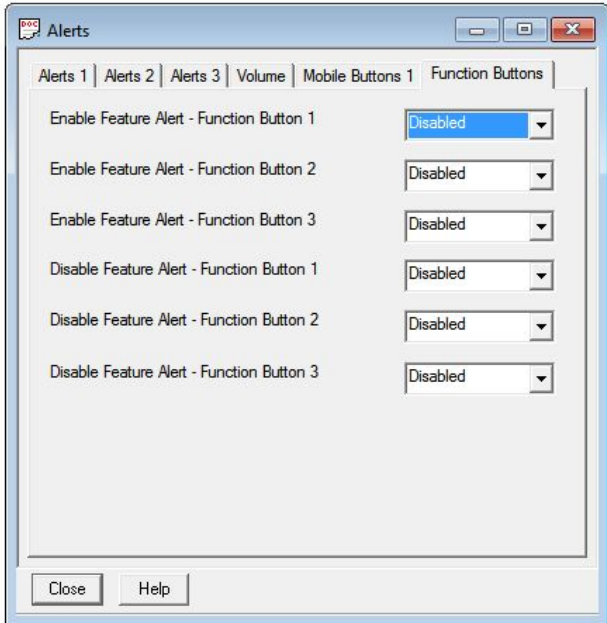 DOC Alerts
Alerts 1 Alerts 2 Alerts 3 Volume Mobile Buttons 1 Function Buttons
Enable Feature Alert - Function Button 1 Disabled
Enable Feature Alert - Function Button 2 Disabled
Enable Feature Alert - Function Button 3 Disabled
Disable Feature Alert - Function Button 1 Disabled
Disable Feature Alert - Function Button 2 Disabled
Disable Feature Alert - Function Button 3 Disabled
Close Help